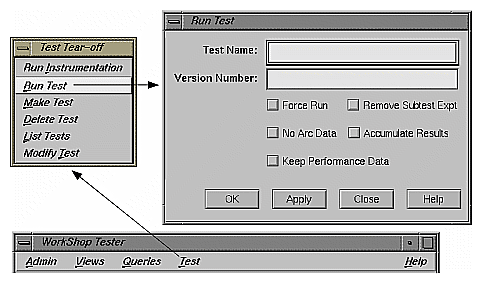 Run Test
Test Name:
Version Number:
Force Run
Remove Subtest Expt
No Arc Data
Accumulate Results
Keep Performance Data
OK
Apply
Close
Help
Test Tear-off
Run Instrumentation
Run Test
Make Test
Delete Test
List Tests
Modify Test
WorkShop Tester
Admin Views Queries Test Help